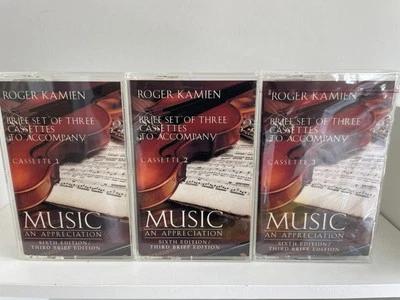 ROGER KAMIEN
BRIEF SET OF THREE
CASSETTES
TO ACCOMPANY
CASSETTE 1
MUSIC
AN APPRECIATION
SIXTH EDITION/
THIRD BRIEF EDITION
ROGER KAMIEN
BRIEF SET OF THREE
CASSETTES
TO ACCOMPANY
CASSETTE 2
MUSIC
AN APPRECIATION
SIXTH EDITION/
THIRD BRIEF EDITION
ROGER KAMIEN
BRIEF SET OF THREE
CASSETTES
TO ACCOMPANY
CASSETTE 3
MUSIC
AN APPRECIATION
SIXTH EDITION/
THIRD BRIEF EDITION